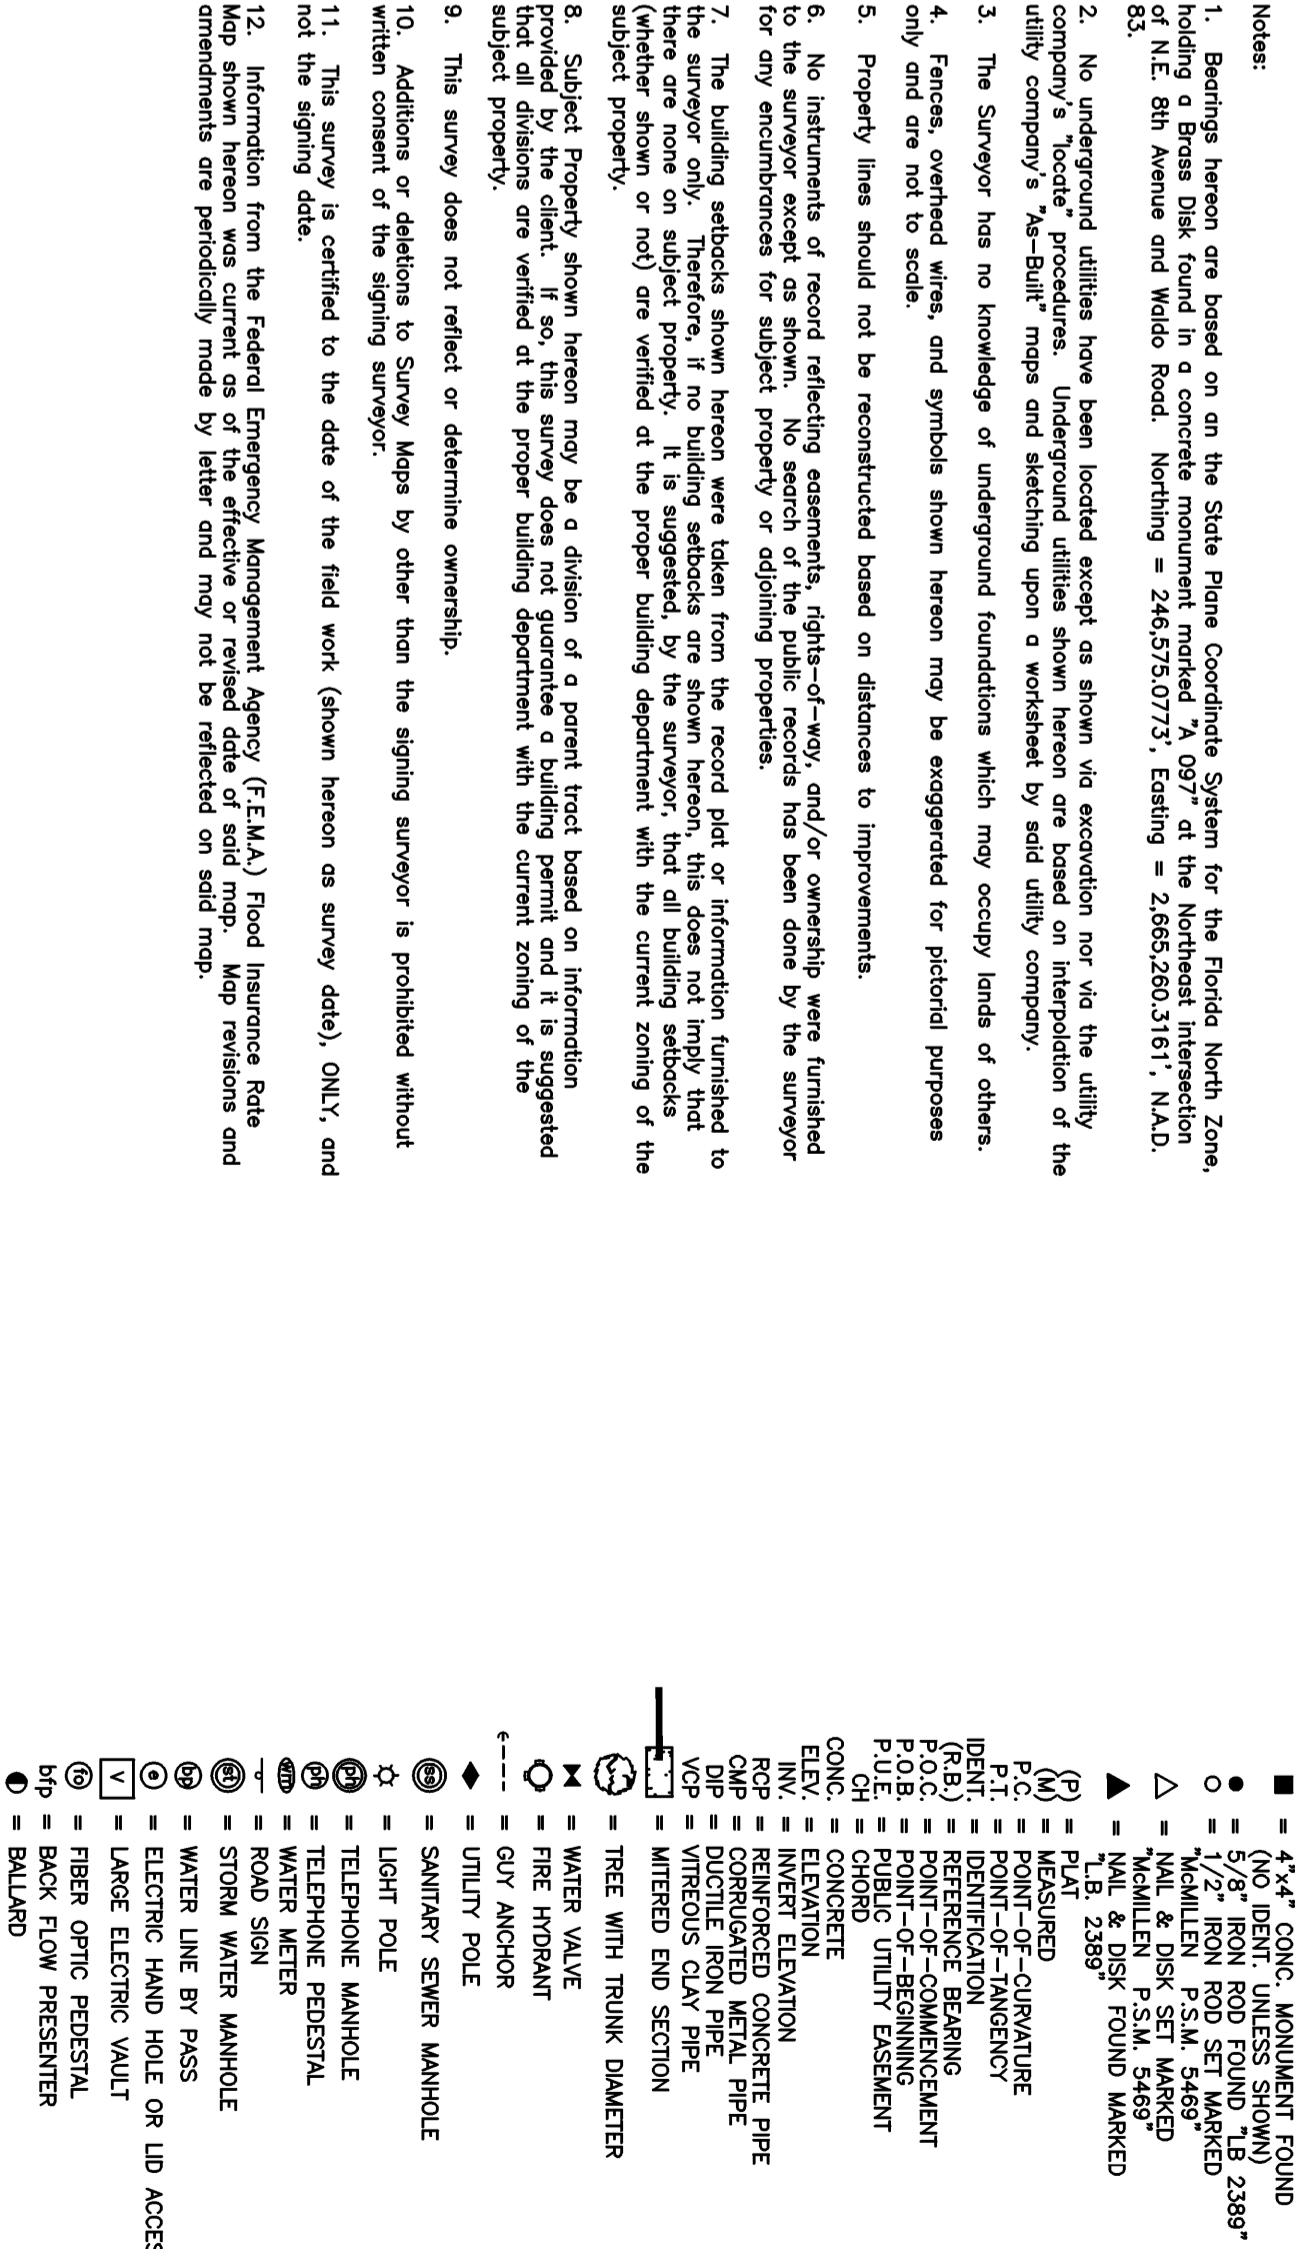 Notes:
1. Bearings hereon are based on an the State Plane Coordinate System for the Florida North Zone,
holding a Brass Disk found in a concrete monument marked "A 097" at the Northeast intersection
of N.E. 8th Avenue and Waldo Road. Northing = 246,575.0773', Easting = 2,665,260.3161', N.A.D.
83.
2. No underground utilities have been located except as shown via excavation nor via the utility
company's "locate" procedures. Underground utilities shown hereon are based on interpolation of the
utility company's "As-Built" maps and sketching upon a worksheet by said utility company.
3. The Surveyor has no knowledge of underground foundations which may occupy lands of others.
4. Fences, overhead wires, and symbols shown hereon may be exaggerated for pictorial purposes
only and are not to scale.
5. Property lines should not be reconstructed based on distances to improvements.
6. No instruments of record reflecting easements, rights-of-way, and/or ownership were furnished
to the surveyor except as shown. No search of the public records has been done by the surveyor
for any encumbrances for subject property or adjoining properties.
7. The building setbacks shown hereon were taken from the record plat or information furnished to
the surveyor only. Therefore, if no building setbacks are shown hereon, this does not imply that
there are none on subject property. It is suggested, by the surveyor, that all building setbacks
(whether shown or not) are verified at the proper building department with the current zoning of the
subject property.
8. Subject Property shown hereon may be a division of a parent tract based on information
provided by the client. If so, this survey does not guarantee a building permit and it is suggested
that all divisions are verified at the proper building department with the current zoning of the
subject property.
9. This survey does not reflect or determine ownership.
10. Additions or deletions to Survey Maps by other than the signing surveyor is prohibited without
written consent of the signing surveyor.
11. This survey is certified to the date of the field work (shown hereon as survey date), ONLY, and
not the signing date.
12. Information from the Federal Emergency Management Agency (F.E.M.A.) Flood Insurance Rate
Map shown hereon was current as of the effective or revised date of said map. Map revisions and
amendments are periodically made by letter and may not be reflected on said map.
■ = 4"x4" CONC. MONUMENT FOUND
(NO IDENT. UNLESS SHOWN)
● = 5/8" IRON ROD FOUND "LB 2389"
○ = 1/2" IRON ROD SET MARKED
"McMILLEN P.S.M. 5469"
△ = NAIL & DISK SET MARKED
"McMILLEN P.S.M. 5469"
▲ = NAIL & DISK FOUND MARKED
"L.B. 2389"
(P) = PLAT
(M) = MEASURED
P.C. = POINT-OF-CURVATURE
P.T. = POINT-OF-TANGENCY
IDENT. = IDENTIFICATION
(R.B.) = REFERENCE BEARING
P.O.C. = POINT-OF-COMMENCEMENT
P.O.B. = POINT-OF-BEGINNING
P.U.E. = PUBLIC UTILITY EASEMENT
CH = CHORD
CONC. = CONCRETE
ELEV. = ELEVATION
INV. = INVERT ELEVATION
RCP = REINFORCED CONCRETE PIPE
CMP = CORRUGATED METAL PIPE
DIP = DUCTILE IRON PIPE
VCP = VITREOUS CLAY PIPE
= MITERED END SECTION
= TREE WITH TRUNK DIAMETER
= WATER VALVE
= FIRE HYDRANT
= GUY ANCHOR
= UTILITY POLE
ss = SANITARY SEWER MANHOLE
= LIGHT POLE
ph = TELEPHONE MANHOLE
ph = TELEPHONE PEDESTAL
wm = WATER METER
= ROAD SIGN
st = STORM WATER MANHOLE
bp = WATER LINE BY PASS
e = ELECTRIC HAND HOLE OR LID ACCES
V = LARGE ELECTRIC VAULT
fo = FIBER OPTIC PEDESTAL
bfp = BACK FLOW PRESENTER
= BALLARD